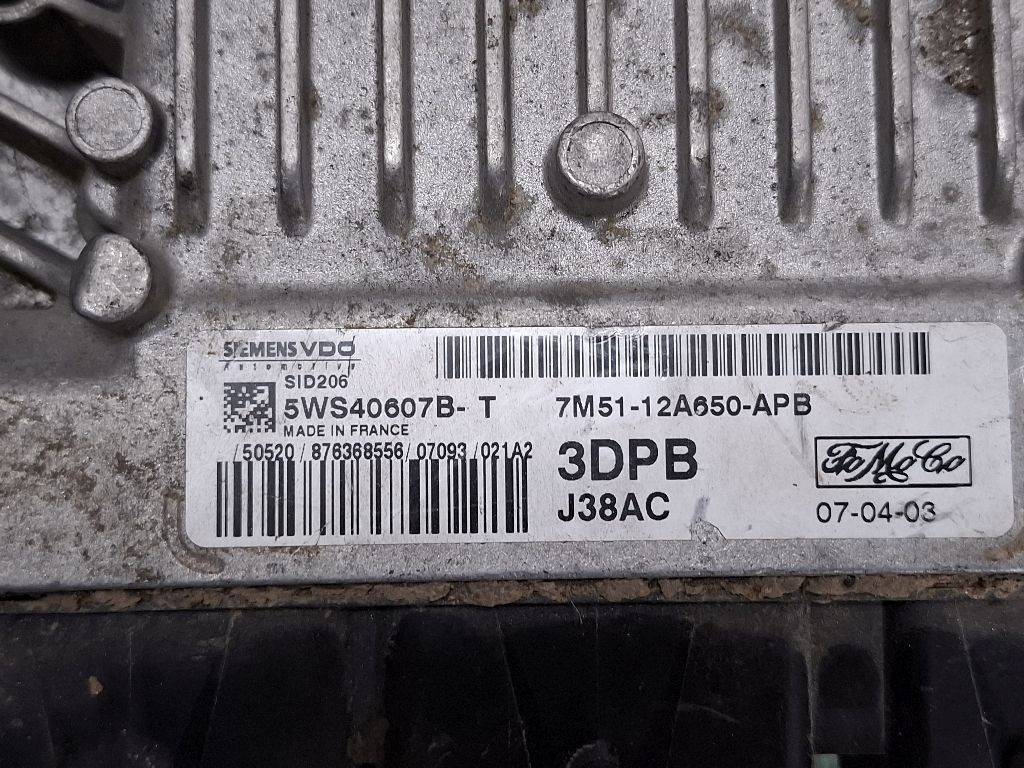 SIEMENS VDO
Automotive
SID206
5WS40607B- T
MADE IN FRANCE
/50520/876368556/07093/021A2
7M51-12A650-APB
3DPB
J38AC
FoMoCo
07-04-03